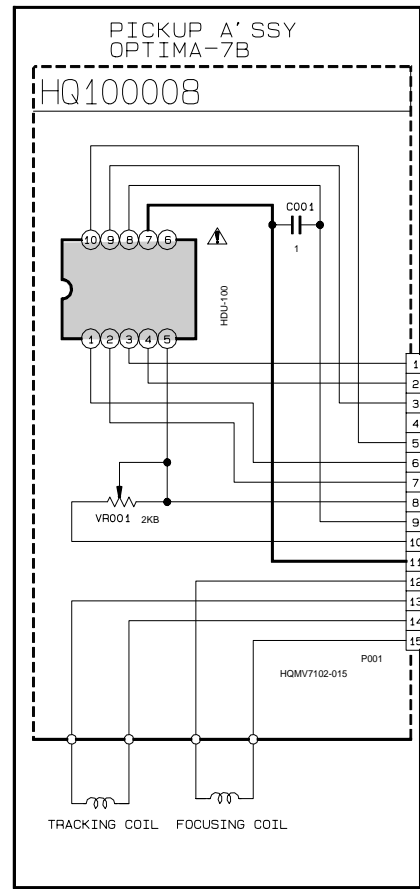 PICKUP A'SSY
OPTIMA-7B
HQ100008
C001
1
10 9 8 7 6
HDU-100
1 2 3 4 5
1
2
3
4
5
6
7
8
9
10
11
12
13
14
15
VR001 2KB
P001
HQMV7102-015
TRACKING COIL FOCUSING COIL